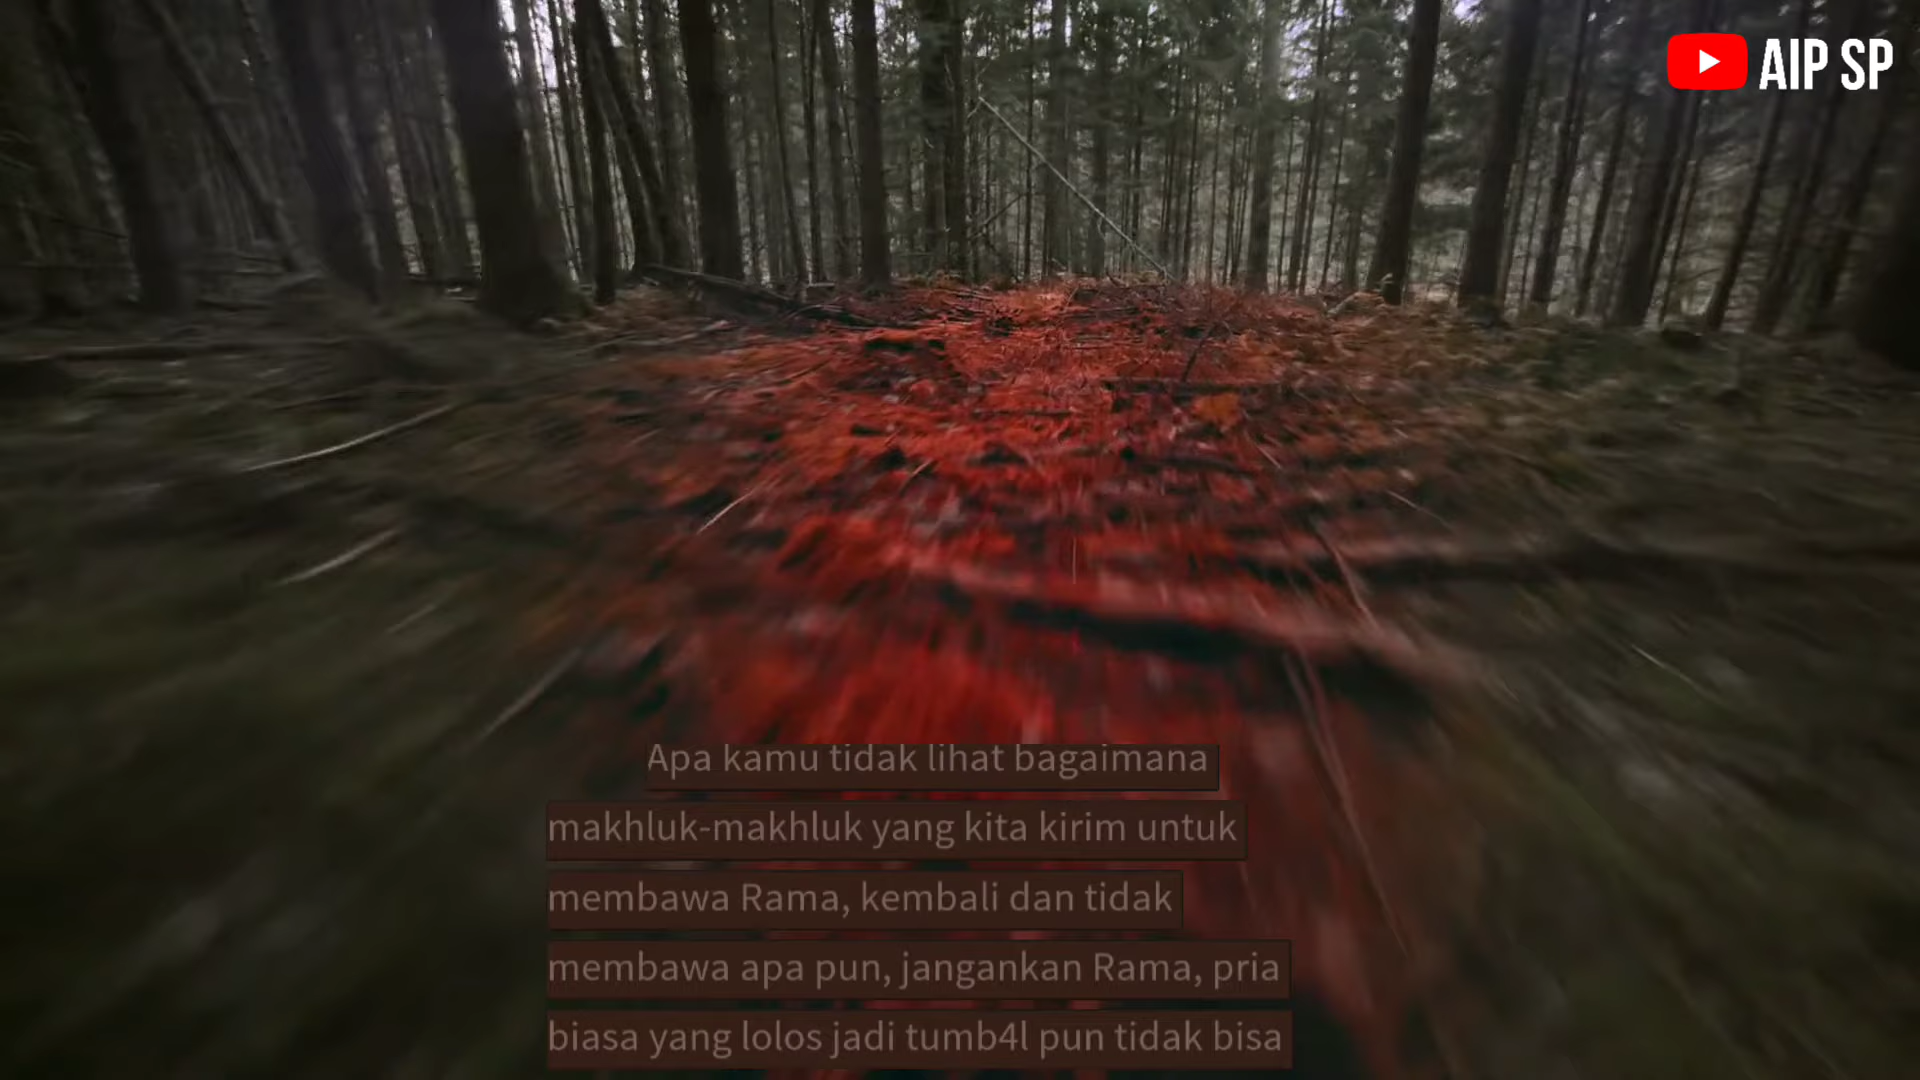 AIP SP
Apa kamu tidak lihat bagaimana
makhluk-makhluk yang kita kirim untuk
membawa Rama, kembali dan tidak
membawa apa pun, jangankan Rama, pria
biasa yang lolos jadi tumb4l pun tidak bisa